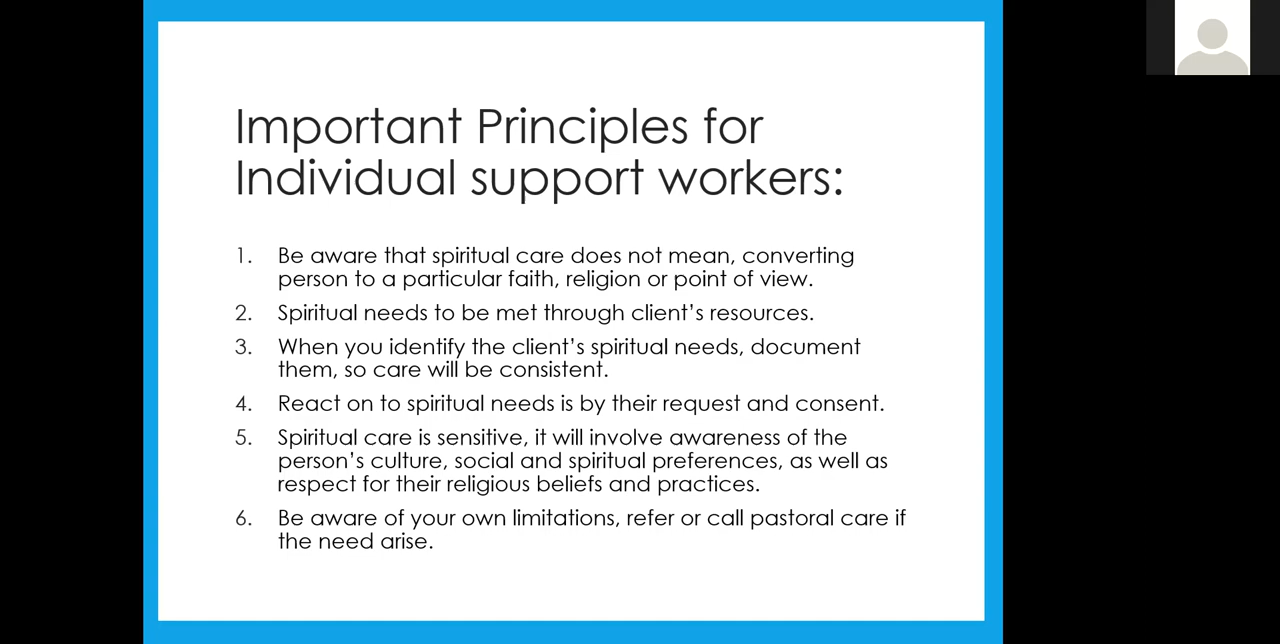 Important Principles for
Individual support workers:
1. Be aware that spiritual care does not mean, converting
person to a particular faith, religion or point of view.
2. Spiritual needs to be met through client's resources.
3. When you identify the client's spiritual needs, document
them, so care will be consistent.
4. React on to spiritual needs is by their request and consent.
5. Spiritual care is sensitive, it will involve awareness of the
person's culture, social and spiritual preferences, as well as
respect for their religious beliefs and practices.
6. Be aware of your own limitations, refer or call pastoral care if
the need arise.